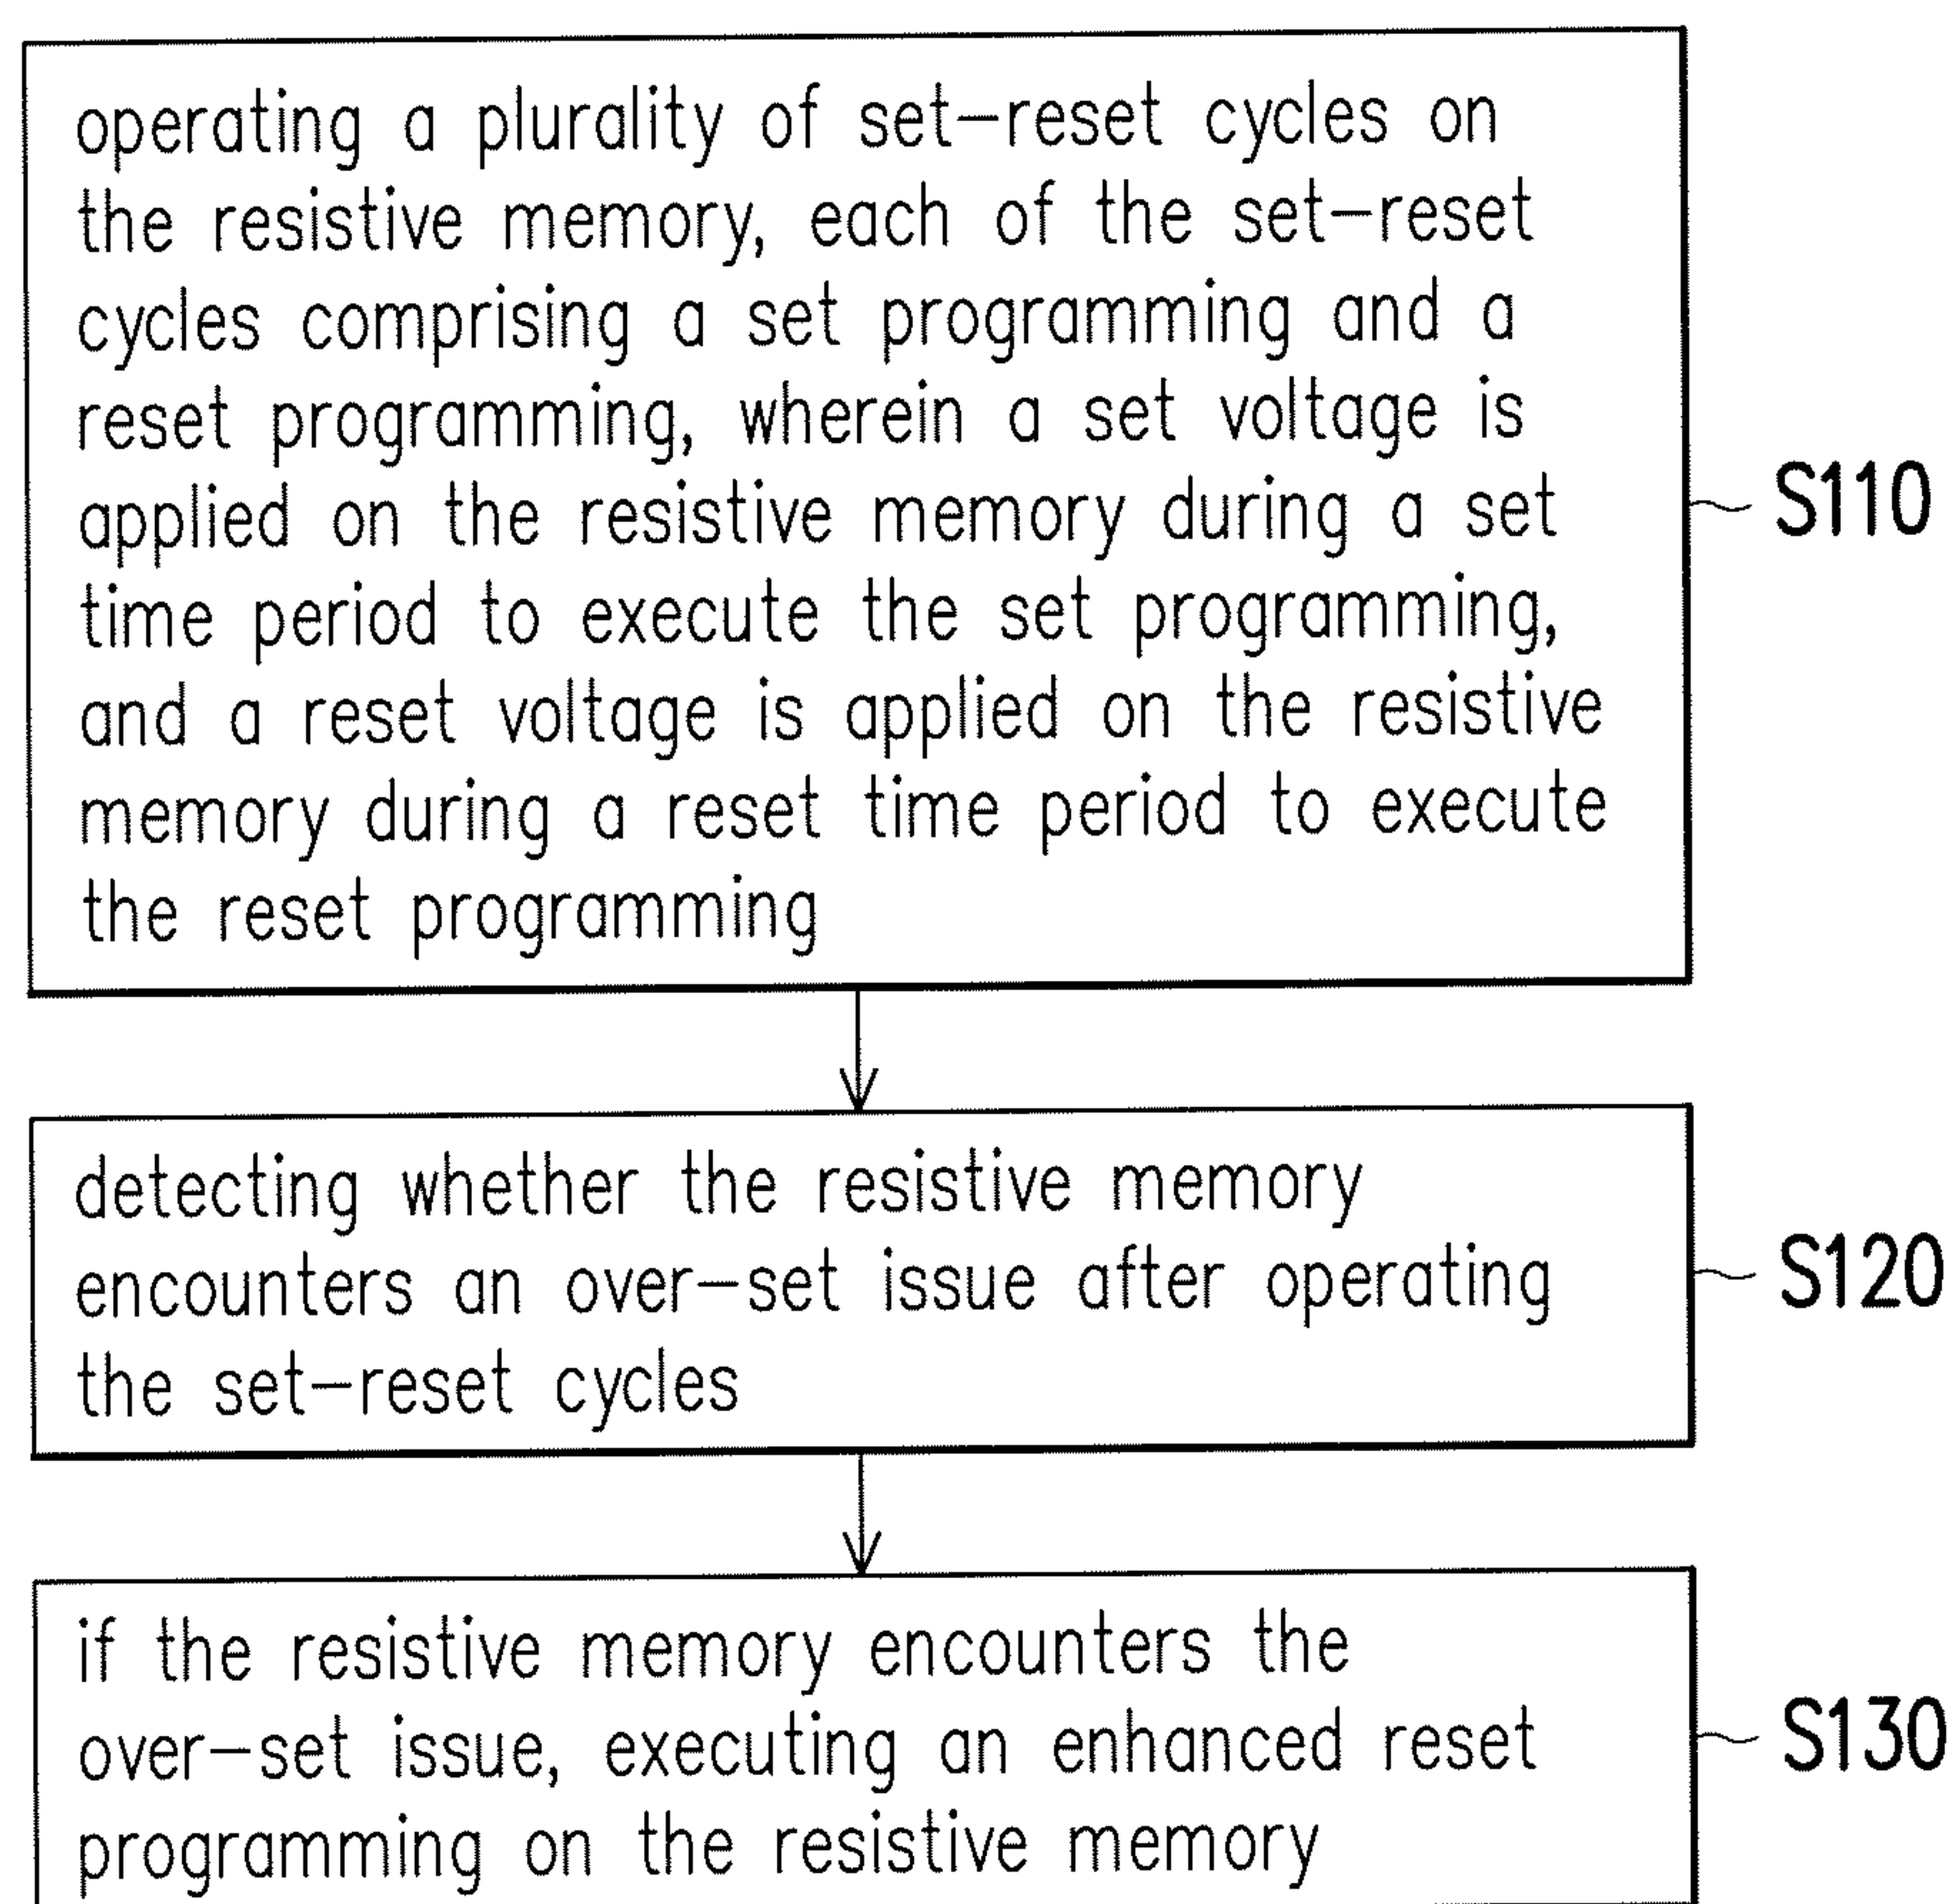 operating a plurality of set-reset cycles on
the resistive memory, each of the set-reset
cycles comprising a set programming and a
reset programming, wherein a set voltage is
applied on the resistive memory during a set
time period to execute the set programming,
and a reset voltage is applied on the resistive
memory during a reset time period to execute
the reset programming
S110
detecting whether the resistive memory
encounters an over-set issue after operating
the set-reset cycles
S120
if the resistive memory encounters the
over-set issue, executing an enhanced reset
programming on the resistive memory
S130